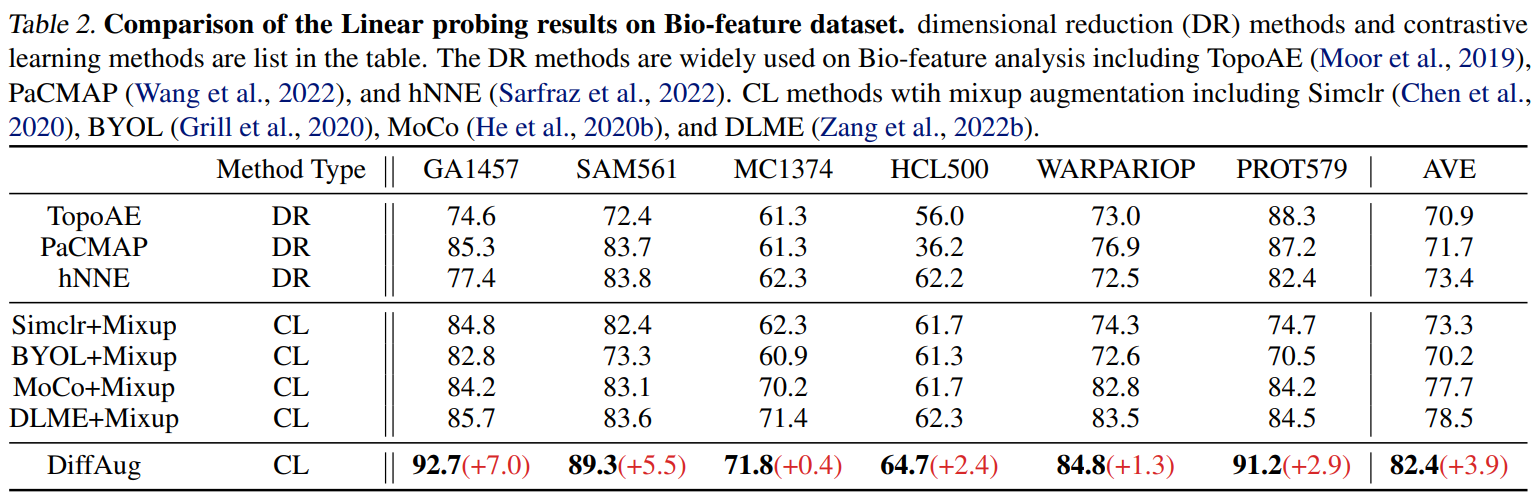 Table 2. Comparison of the Linear probing results on Bio-feature dataset. dimensional reduction (DR) methods and contrastive
learning methods are list in the table. The DR methods are widely used on Bio-feature analysis including TopoAE (Moor et al., 2019),
PaCMAP (Wang et al., 2022), and hNNE (Sarfraz et al., 2022). CL methods wtih mixup augmentation including Simclr (Chen et al.,
2020), BYOL (Grill et al., 2020), MoCo (He et al., 2020b), and DLME (Zang et al., 2022b).
Method Type GA1457 SAM561 MC1374 HCL500 WARPARIOP PROT579 AVE
TopoAE DR 74.6 72.4 61.3 56.0 73.0 88.3 70.9
PaCMAP DR 85.3 83.7 61.3 36.2 76.9 87.2 71.7
hNNE DR 77.4 83.8 62.3 62.2 72.5 82.4 73.4
Simclr+Mixup CL 84.8 82.4 62.3 61.7 74.3 74.7 73.3
BYOL+Mixup CL 82.8 73.3 60.9 61.3 72.6 70.5 70.2
MoCo+Mixup CL 84.2 83.1 70.2 61.7 82.8 84.2 77.7
DLME+Mixup CL 85.7 83.6 71.4 62.3 83.5 84.5 78.5
DiffAug CL 92.7(+7.0) 89.3(+5.5) 71.8(+0.4) 64.7(+2.4) 84.8(+1.3) 91.2(+2.9) 82.4(+3.9)